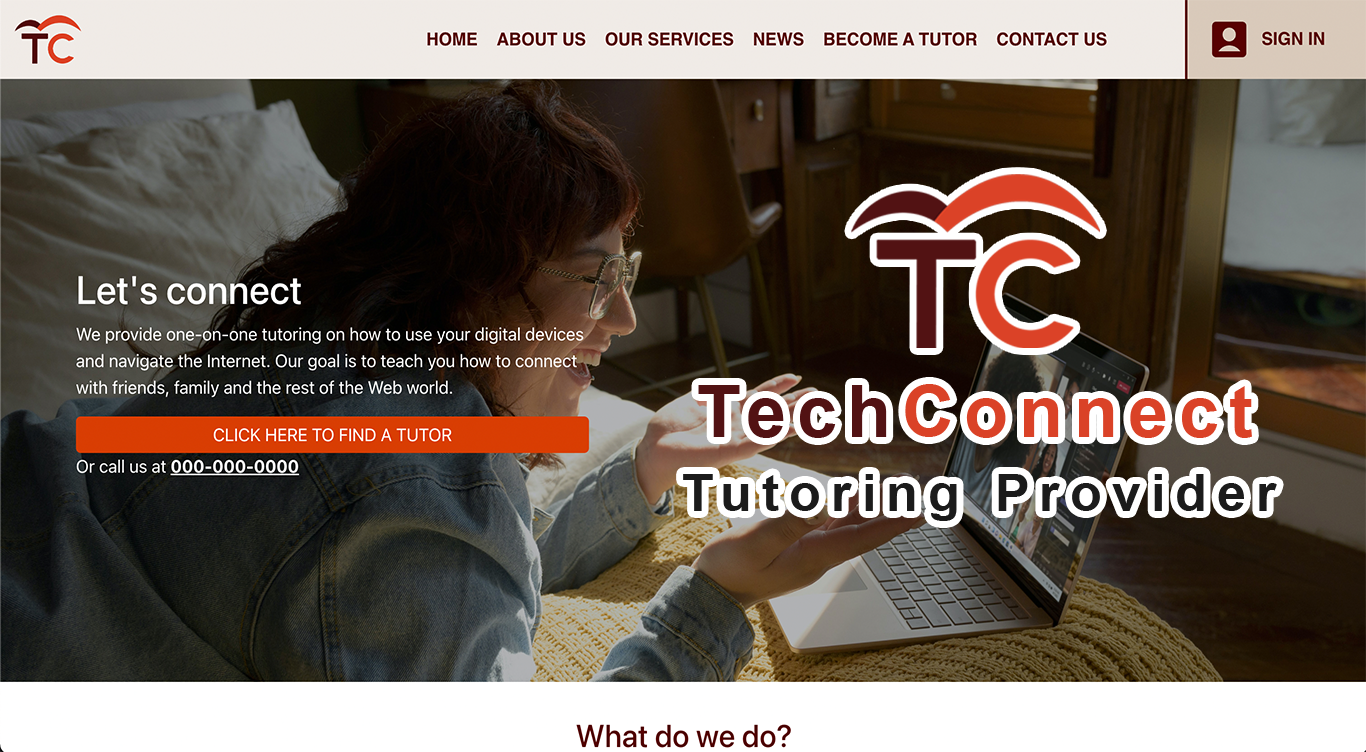 TC
HOME ABOUT US OUR SERVICES NEWS BECOME A TUTOR CONTACT US SIGN IN
Let's connect
We provide one-on-one tutoring on how to use your digital devices
and navigate the Internet. Our goal is to teach you how to connect
with friends, family and the rest of the Web world.
CLICK HERE TO FIND A TUTOR
Or call us at 000-000-0000
TC
TechConnect
Tutoring Provider
What do we do?